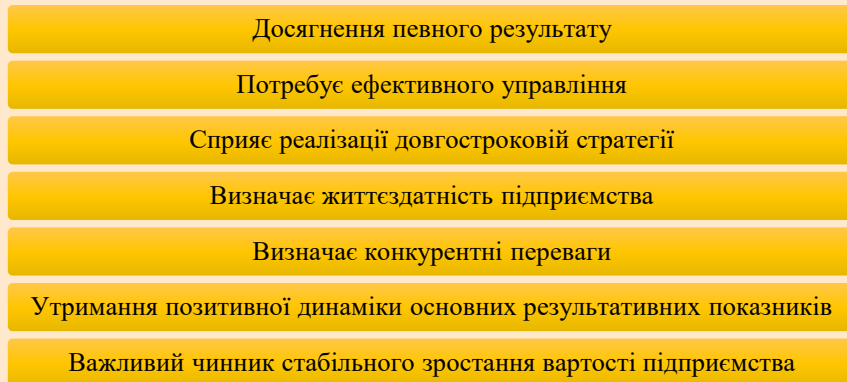 Досягнення певного результату
Потребує ефективного управління
Сприяє реалізації довгостроковій стратегії
Визначає життєздатність підприємства
Визначає конкурентні переваги
Утримання позитивної динаміки основних результативних показників
Важливий чинник стабільного зростання вартості підприємства